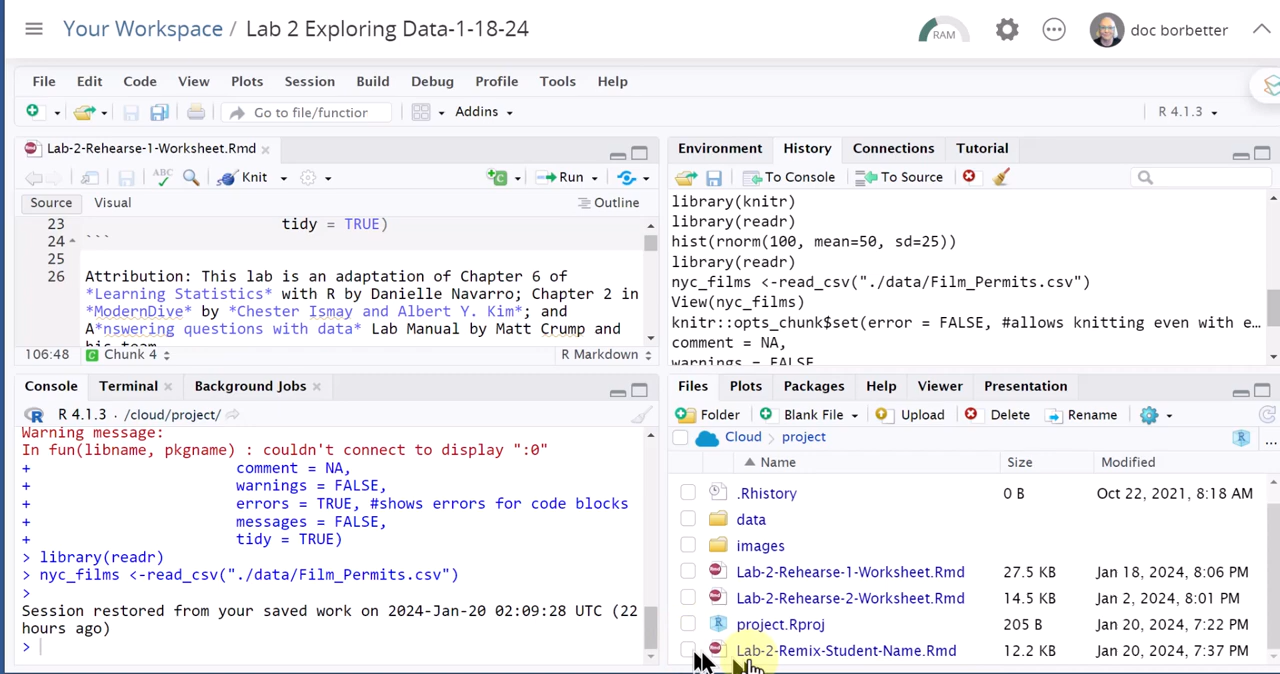 Your Workspace / Lab 2 Exploring Data-1-18-24
RAM
doc borbetter
File Edit Code View Plots Session Build Debug Profile Tools Help
Go to file/functior
Addins
R 4.1.3
Lab-2-Rehearse-1-Worksheet.Rmd
ABC
Knit
Run
Source Visual
Outline
23 tidy = TRUE)
24 ```
25
26 Attribution: This lab is an adaptation of Chapter 6 of
*Learning Statistics* with R by Danielle Navarro; Chapter 2 in
*ModernDive* by *Chester Ismay and Albert Y. Kim*; and
A*nswering questions with data* Lab Manual by Matt Crump and
his team
106:48 C Chunk 4
R Markdown
Console Terminal Background Jobs
R 4.1.3 · /cloud/project/
Warning message:
In fun(libname, pkgname) : couldn't connect to display ":0"
+ comment = NA,
+ warnings = FALSE,
+ errors = TRUE, #shows errors for code blocks
+ messages = FALSE,
+ tidy = TRUE)
> library(readr)
> nyc_films <-read_csv("./data/Film_Permits.csv")
>
Session restored from your saved work on 2024-Jan-20 02:09:28 UTC (22
hours ago)
>
Environment History Connections Tutorial
To Console To Source
library(knitr)
library(readr)
hist(rnorm(100, mean=50, sd=25))
library(readr)
nyc_films <-read_csv("./data/Film_Permits.csv")
View(nyc_films)
knitr::opts_chunk$set(error = FALSE, #allows knitting even with e…
comment = NA,
warnings = FALSE
Files Plots Packages Help Viewer Presentation
Folder Blank File Upload Delete Rename
Cloud > project
...
Name Size Modified
.Rhistory 0 B Oct 22, 2021, 8:18 AM
data
images
Lab-2-Rehearse-1-Worksheet.Rmd 27.5 KB Jan 18, 2024, 8:06 PM
Lab-2-Rehearse-2-Worksheet.Rmd 14.5 KB Jan 2, 2024, 8:01 PM
project.Rproj 205 B Jan 20, 2024, 7:22 PM
Lab-2-Remix-Student-Name.Rmd 12.2 KB Jan 20, 2024, 7:37 PM